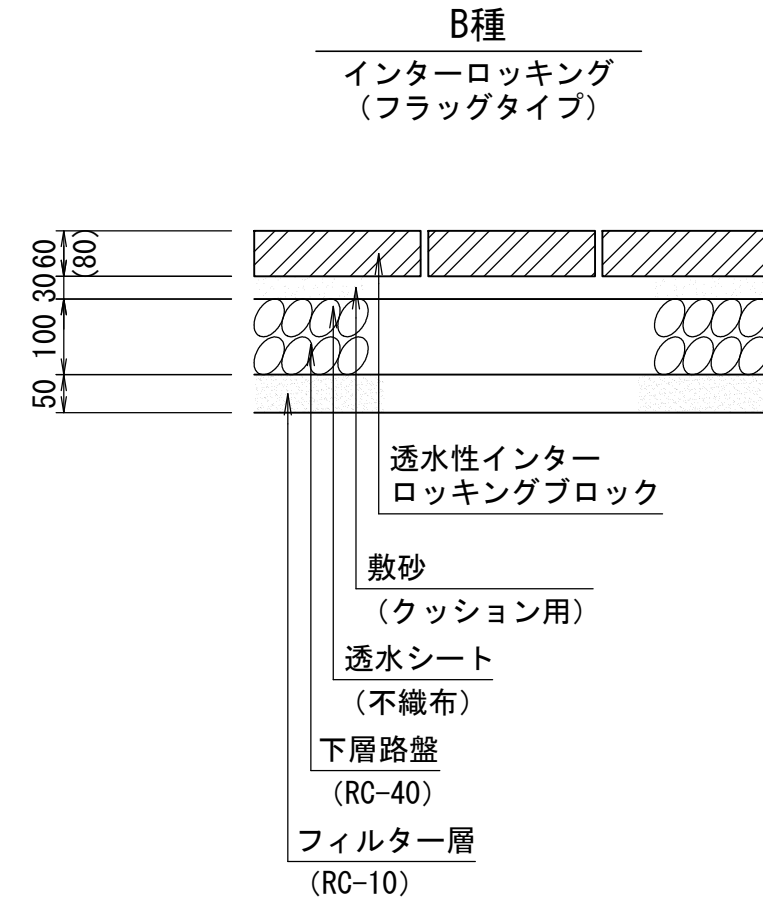 B種
インターロッキング
(フラッグタイプ)
60
(80)
30
100
50
透水性インター
ロッキングブロック
敷砂
(クッション用)
透水シート
(不織布)
下層路盤
(RC-40)
フィルター層
(RC-10)